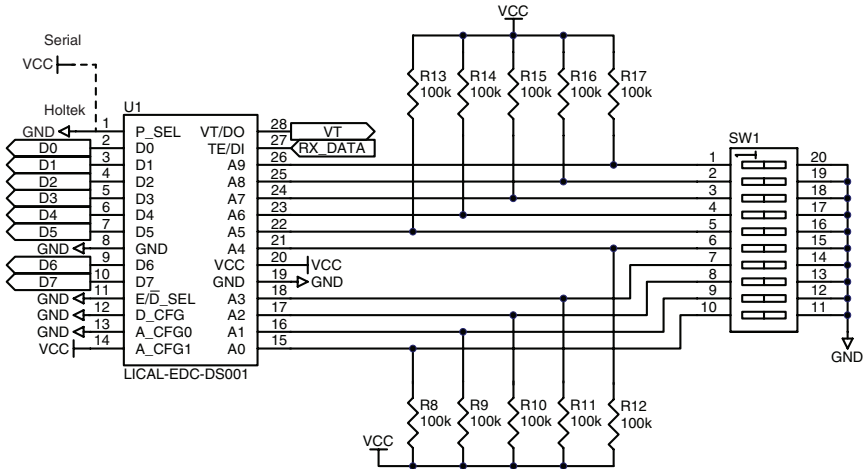 VCC
Serial
VCC
R13 100k
R14 100k
R15 100k
R16 100k
R17 100k
Holtek
U1
GND 1 P_SEL VT/DO 28 VT
D0 2 D0 TE/DI 27 RX_DATA
D1 3 D1 A9 26
D2 4 D2 A8 25
D3 5 D3 A7 24
D4 6 D4 A6 23
D5 7 D5 A5 22
GND 8 GND A4 21
D6 9 D6 VCC 20 VCC
D7 10 D7 GND 19 GND
GND 11 E/D_SEL A3 18
GND 12 D_CFG A2 17
GND 13 A_CFG0 A1 16
VCC 14 A_CFG1 A0 15
LICAL-EDC-DS001
SW1
1 20
2 19
3 18
4 17
5 16
6 15
7 14
8 13
9 12
10 11
GND
R8 100k
R9 100k
R10 100k
R11 100k
R12 100k
VCC